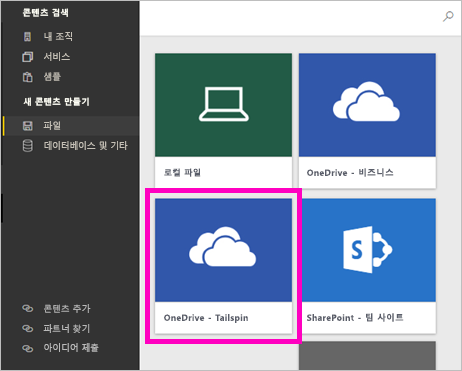 콘텐츠 검색
내 조직
서비스
샘플
새 콘텐츠 만들기
파일
데이터베이스 및 기타
콘텐츠 추가
파트너 찾기
아이디어 제출
로컬 파일
OneDrive - 비즈니스
OneDrive - Tailspin
SharePoint - 팀 사이트